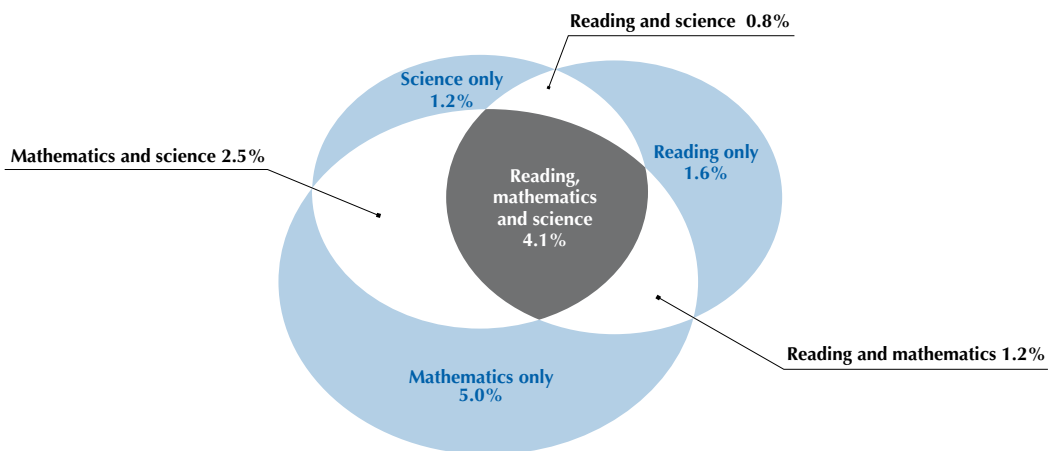 Reading and science 0.8%
Science only
1.2%
Mathematics and science 2.5%
Reading only
1.6%
Reading,
mathematics
and science
4.1%
Reading and mathematics 1.2%
Mathematics only
5.0%